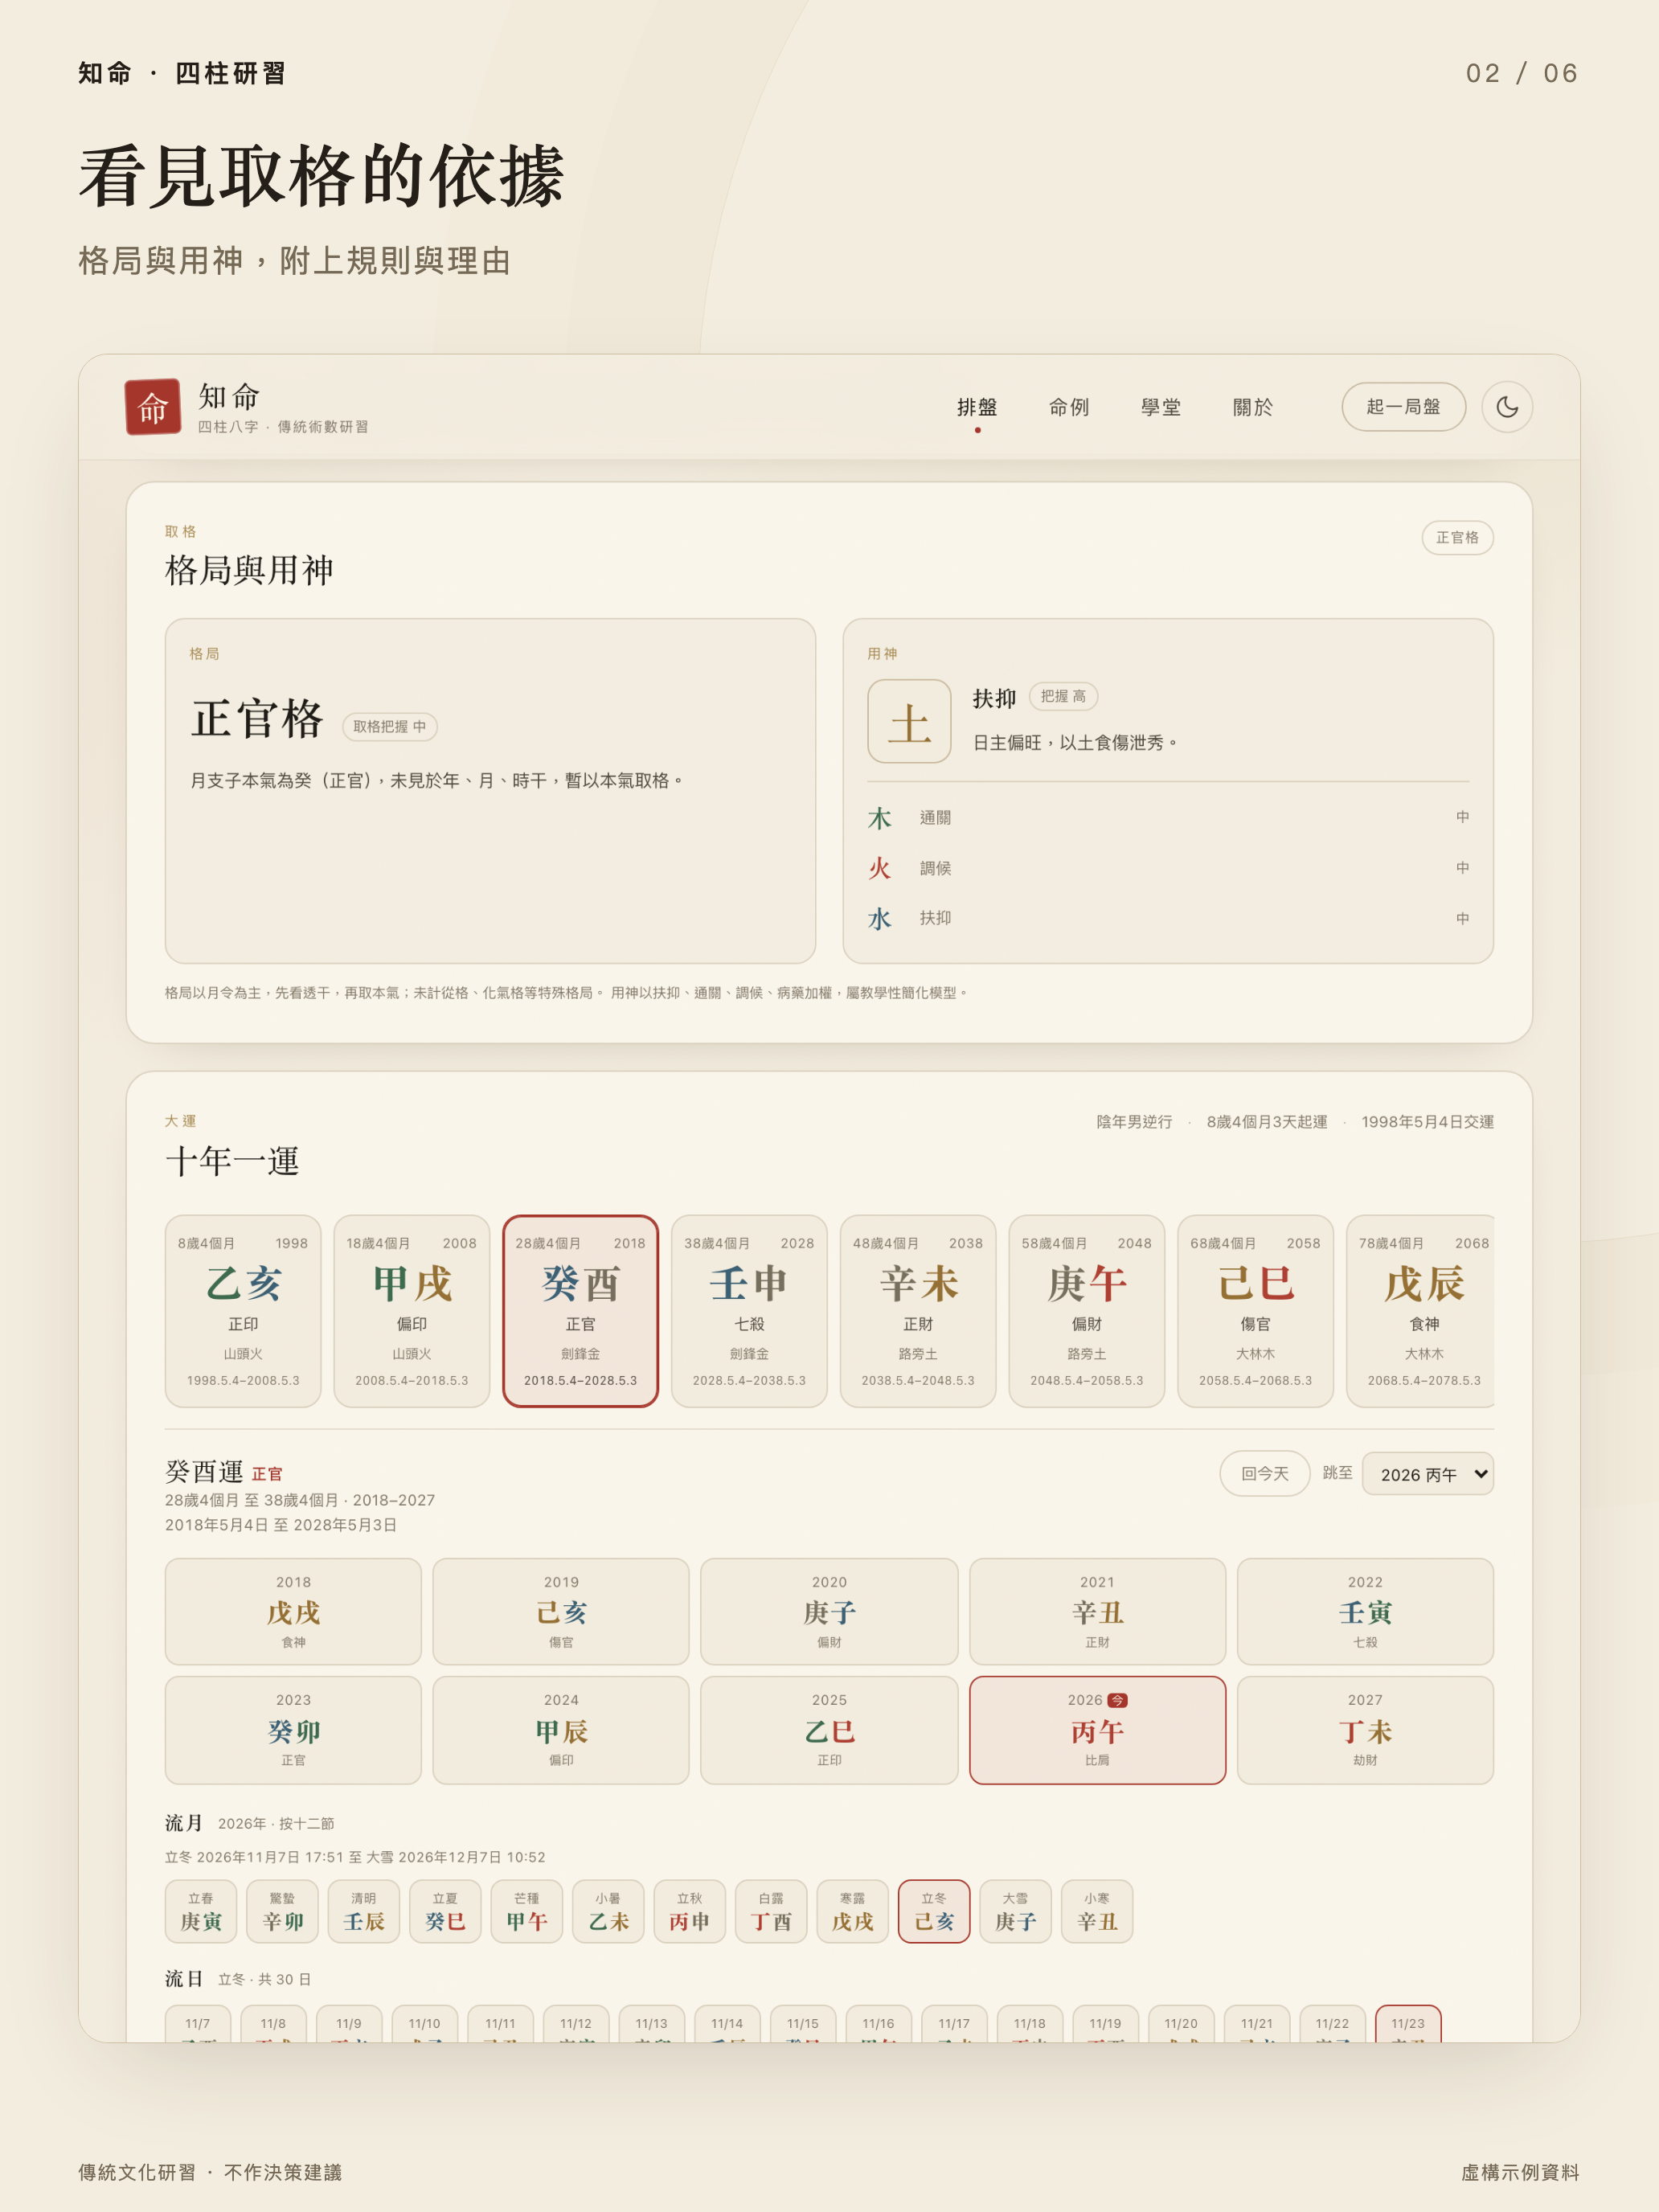 知命 · 四柱研習
02 / 06
看見取格的依據
格局與用神，附上規則與理由
命
知命
四柱八字 · 傳統術數研習
排盤 命例 學堂 關於 起一局盤
取格
格局與用神
正官格
格局
正官格 取格把握 中
月支子本氣為癸（正官），未見於年、月、時干，暫以本氣取格。
用神
土
扶抑 把握 高
日主偏旺，以土食傷泄秀。
木 通關 中
火 調候 中
水 扶抑 中
格局以月令為主，先看透干，再取本氣；未計從格、化氣格等特殊格局。 用神以扶抑、通關、調候、病藥加權，屬教學性簡化模型。
大運
十年一運
陰年男逆行 · 8歲4個月3天起運 · 1998年5月4日交運
8歲4個月 1998
乙亥
正印
山頭火
1998.5.4–2008.5.3
18歲4個月 2008
甲戌
偏印
山頭火
2008.5.4–2018.5.3
28歲4個月 2018
癸酉
正官
劍鋒金
2018.5.4–2028.5.3
38歲4個月 2028
壬申
七殺
劍鋒金
2028.5.4–2038.5.3
48歲4個月 2038
辛未
正財
路旁土
2038.5.4–2048.5.3
58歲4個月 2048
庚午
偏財
路旁土
2048.5.4–2058.5.3
68歲4個月 2058
己巳
傷官
大林木
2058.5.4–2068.5.3
78歲4個月 2068
戊辰
食神
大林木
2068.5.4–2078.5.3
癸酉運 正官
28歲4個月 至 38歲4個月 · 2018–2027
2018年5月4日 至 2028年5月3日
回今天 跳至 2026 丙午
2018
戊戌
食神
2019
己亥
傷官
2020
庚子
偏財
2021
辛丑
正財
2022
壬寅
七殺
2023
癸卯
正官
2024
甲辰
偏印
2025
乙巳
正印
2026 今
丙午
比肩
2027
丁未
劫財
流月 2026年 · 按十二節
立冬 2026年11月7日 17:51 至 大雪 2026年12月7日 10:52
立春
庚寅
驚蟄
辛卯
清明
壬辰
立夏
癸巳
芒種
甲午
小暑
乙未
立秋
丙申
白露
丁酉
寒露
戊戌
立冬
己亥
大雪
庚子
小寒
辛丑
流日 立冬 · 共 30 日
11/7 11/8 11/9 11/10 11/11 11/12 11/13 11/14 11/15 11/16 11/17 11/18 11/19 11/20 11/21 11/22 11/23
傳統文化研習 · 不作決策建議
虛構示例資料